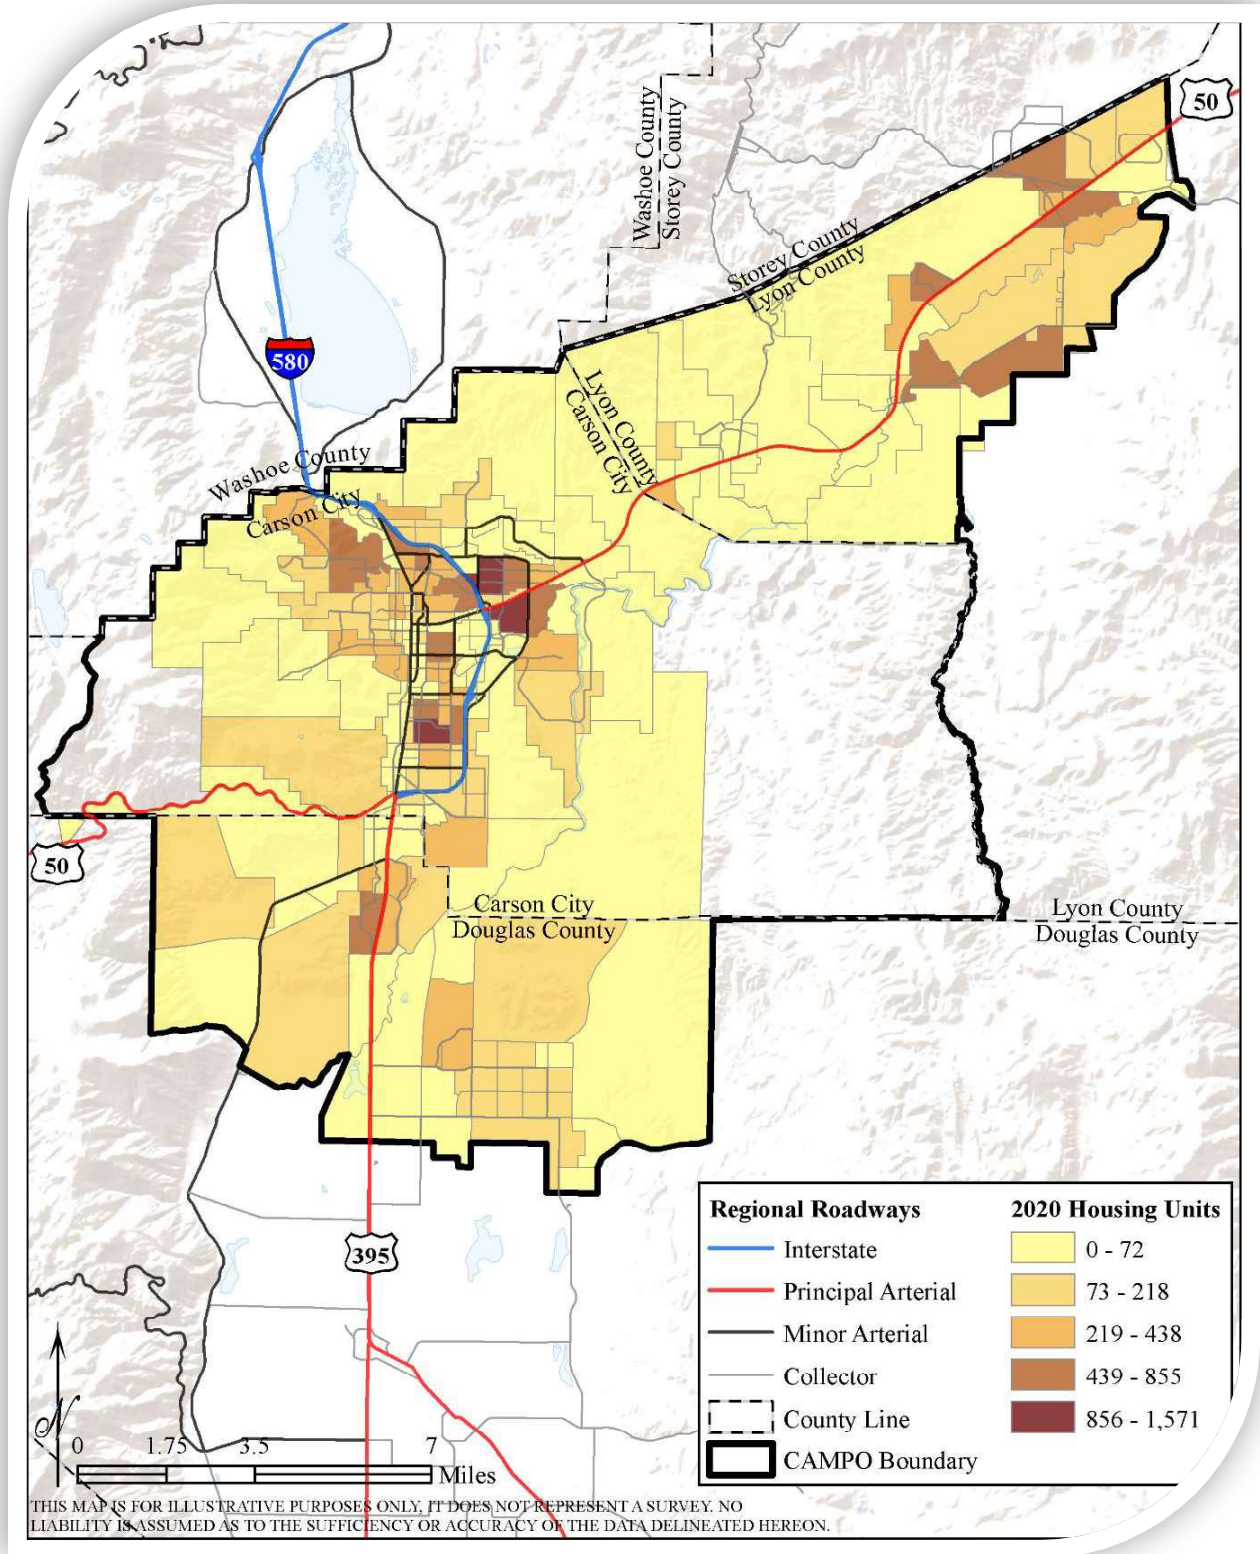 50
Washoe County
Storey County
Storey County
Lyon County
580
Lyon County
Carson City
Washoe County
Carson City
50
Carson City
Douglas County
Lyon County
Douglas County
395
Regional Roadways
Interstate
Principal Arterial
Minor Arterial
Collector
County Line
CAMPO Boundary
2020 Housing Units
0 - 72
73 - 218
219 - 438
439 - 855
856 - 1,571
N
0 1.75 3.5 7
Miles
THIS MAP IS FOR ILLUSTRATIVE PURPOSES ONLY, IT DOES NOT REPRESENT A SURVEY. NO
LIABILITY IS ASSUMED AS TO THE SUFFICIENCY OR ACCURACY OF THE DATA DELINEATED HEREON.